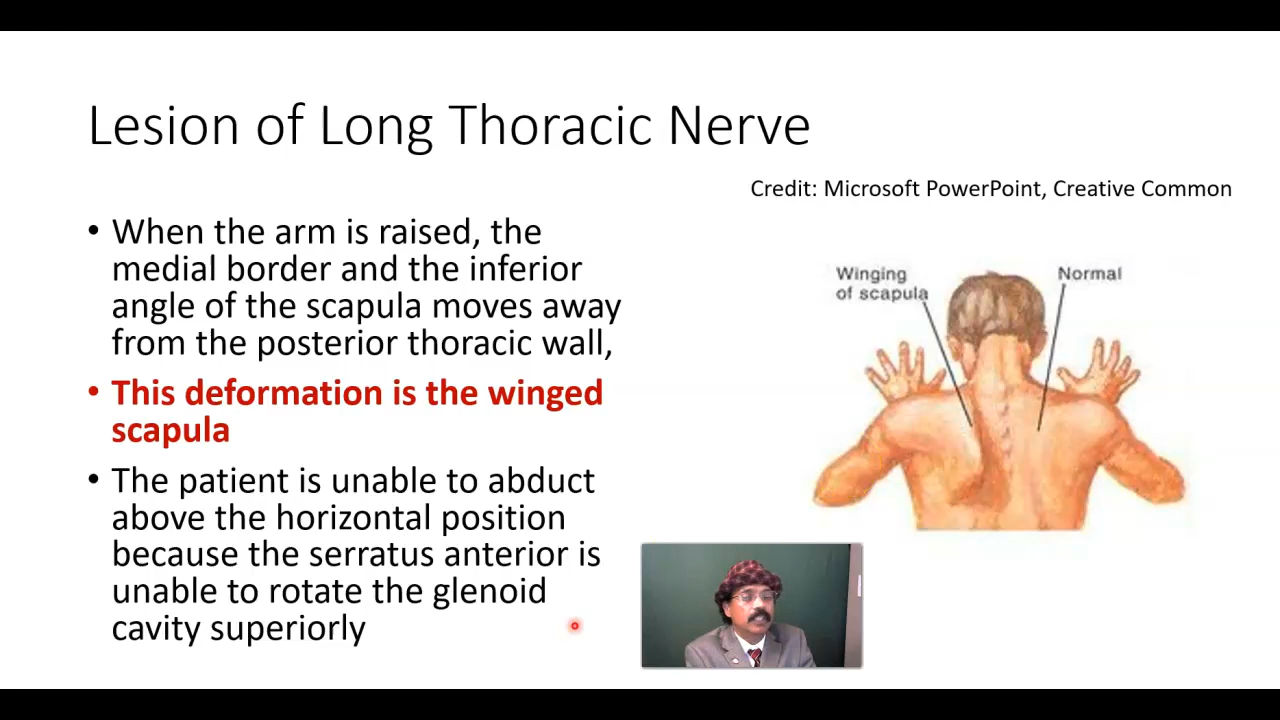 Lesion of Long Thoracic Nerve
Credit: Microsoft PowerPoint, Creative Common
• When the arm is raised, the
medial border and the inferior
angle of the scapula moves away
from the posterior thoracic wall,
• This deformation is the winged
scapula
• The patient is unable to abduct
above the horizontal position
because the serratus anterior is
unable to rotate the glenoid
cavity superiorly
Winging
of scapula
Normal